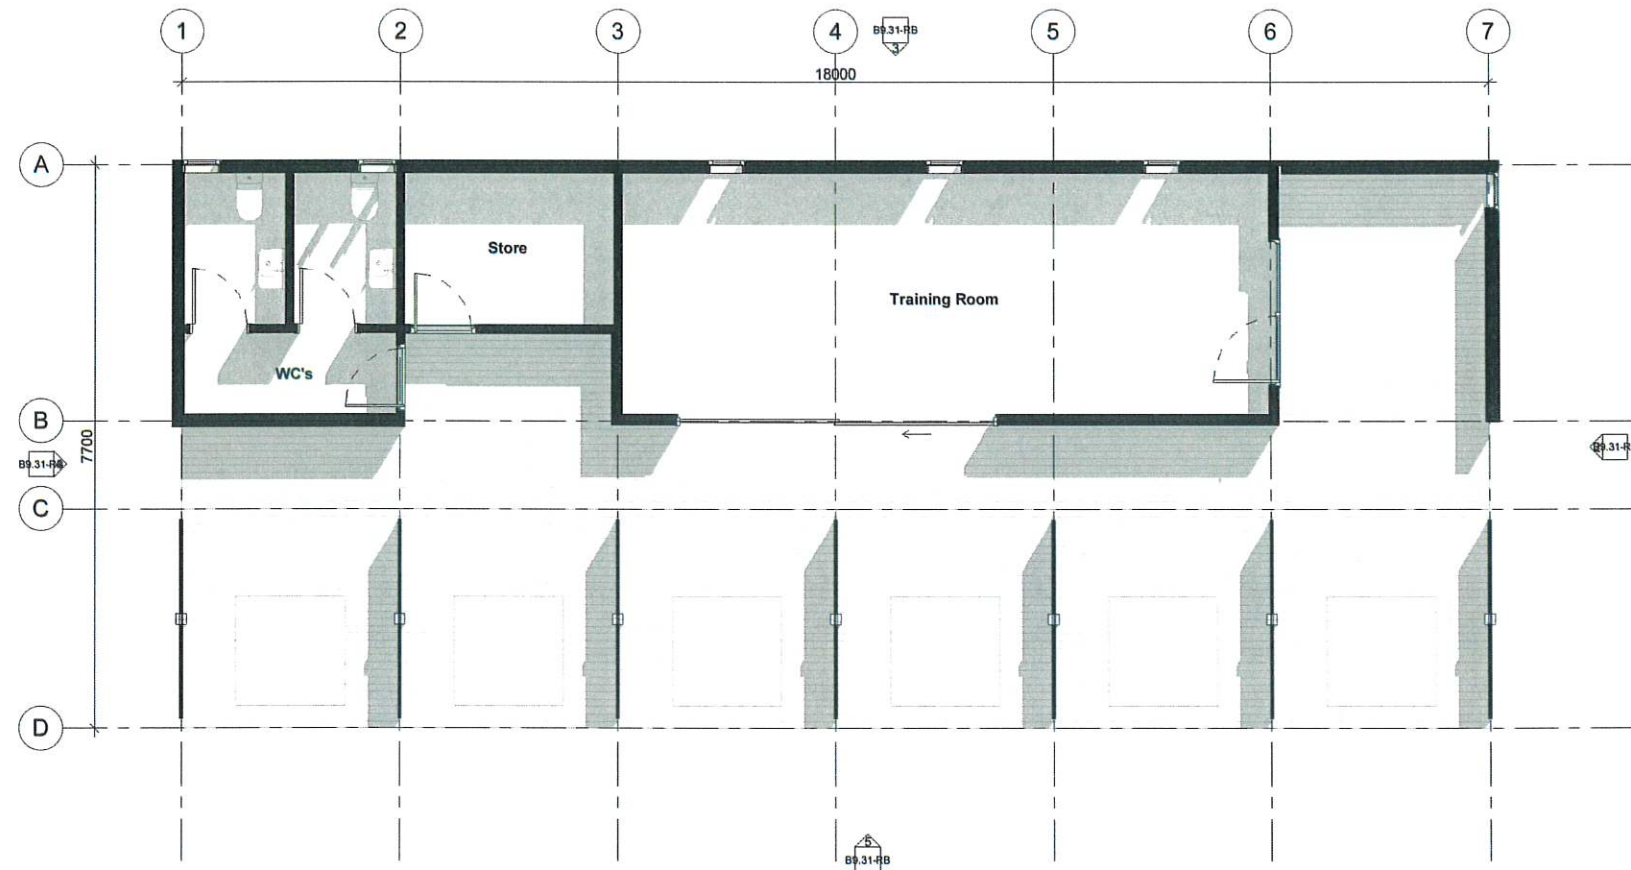 1 2 3 4 5 6 7
B9.31-RB
3
18000
A
Store
Training Room
WC's
B
7700
B9.31-R
C
D
5
B9.31-RB